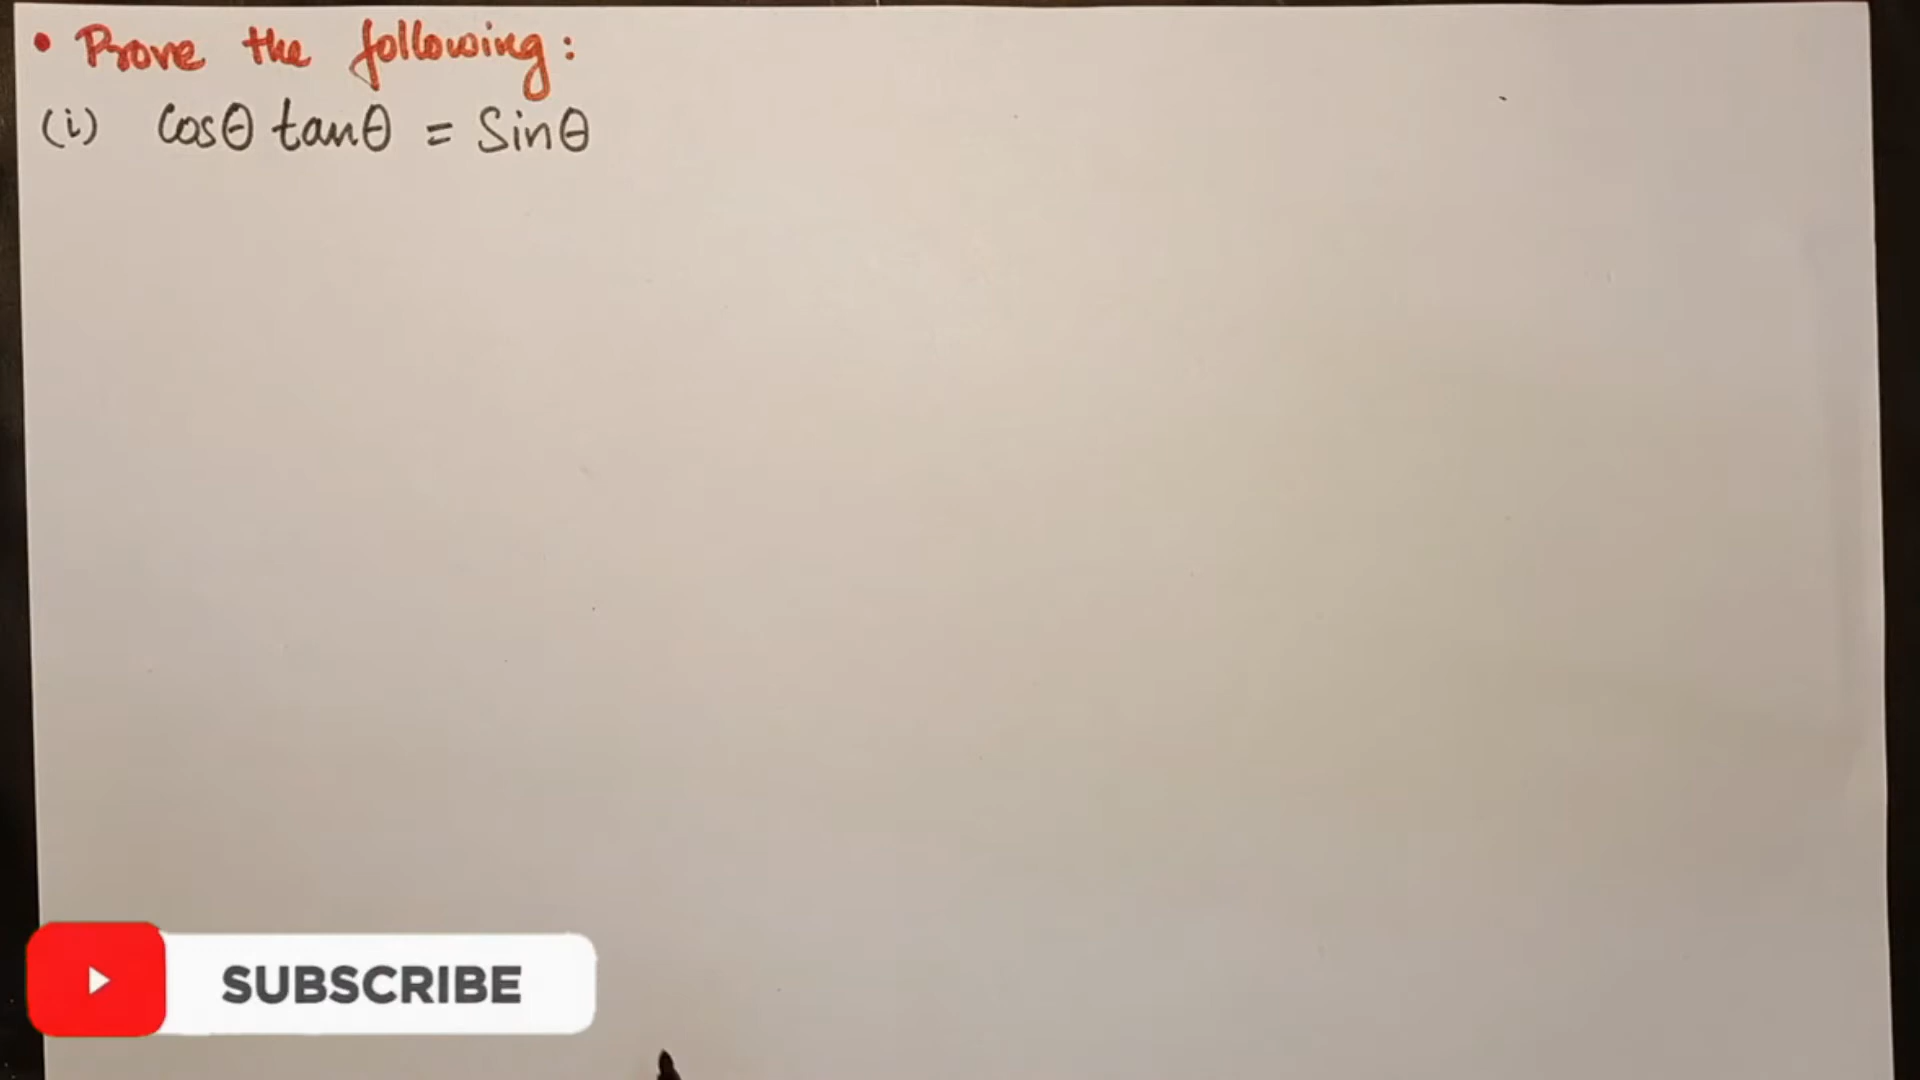 • Prove the following:
(i) Cosθ tanθ = Sinθ
SUBSCRIBE